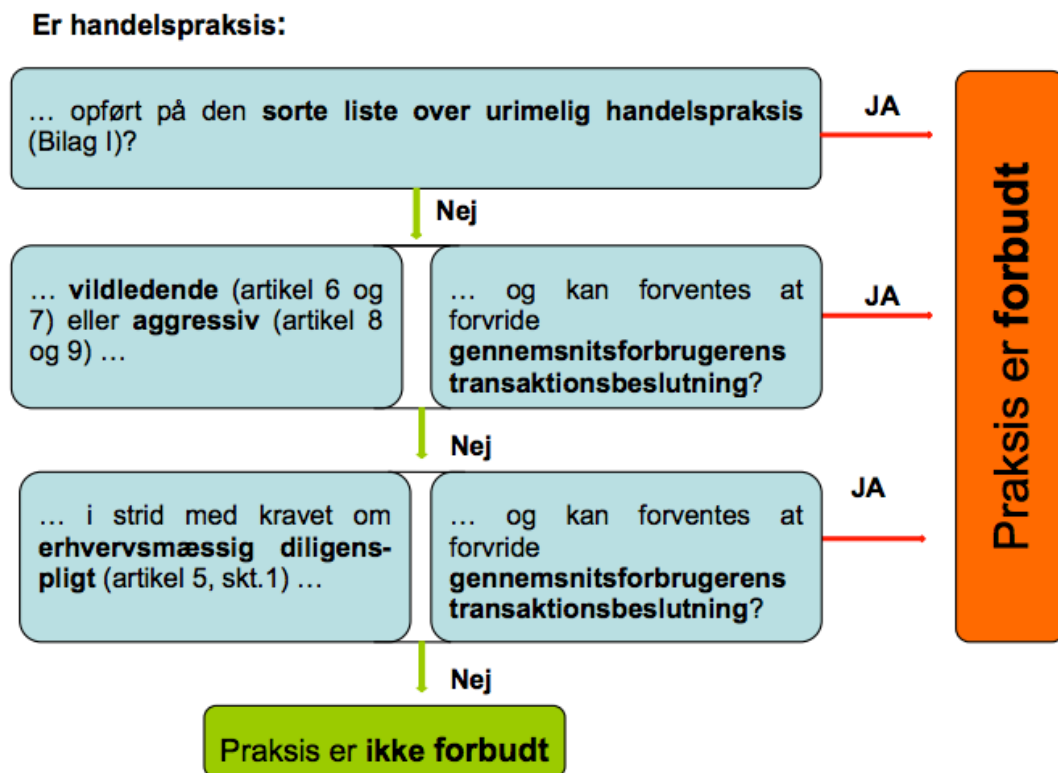 Er handelspraksis:
… opført på den sorte liste over urimelig handelspraksis
(Bilag I)?
JA
Nej
… vildledende (artikel 6 og
7) eller aggressiv (artikel 8
og 9) …
… og kan forventes at
forvride
gennemsnitsforbrugerens
transaktionsbeslutning?
JA
Nej
… i strid med kravet om
erhvervsmæssig diligens-
pligt (artikel 5, skt.1) …
… og kan forventes at
forvride
gennemsnitsforbrugerens
transaktionsbeslutning?
JA
Nej
Praksis er ikke forbudt
Praksis er forbudt